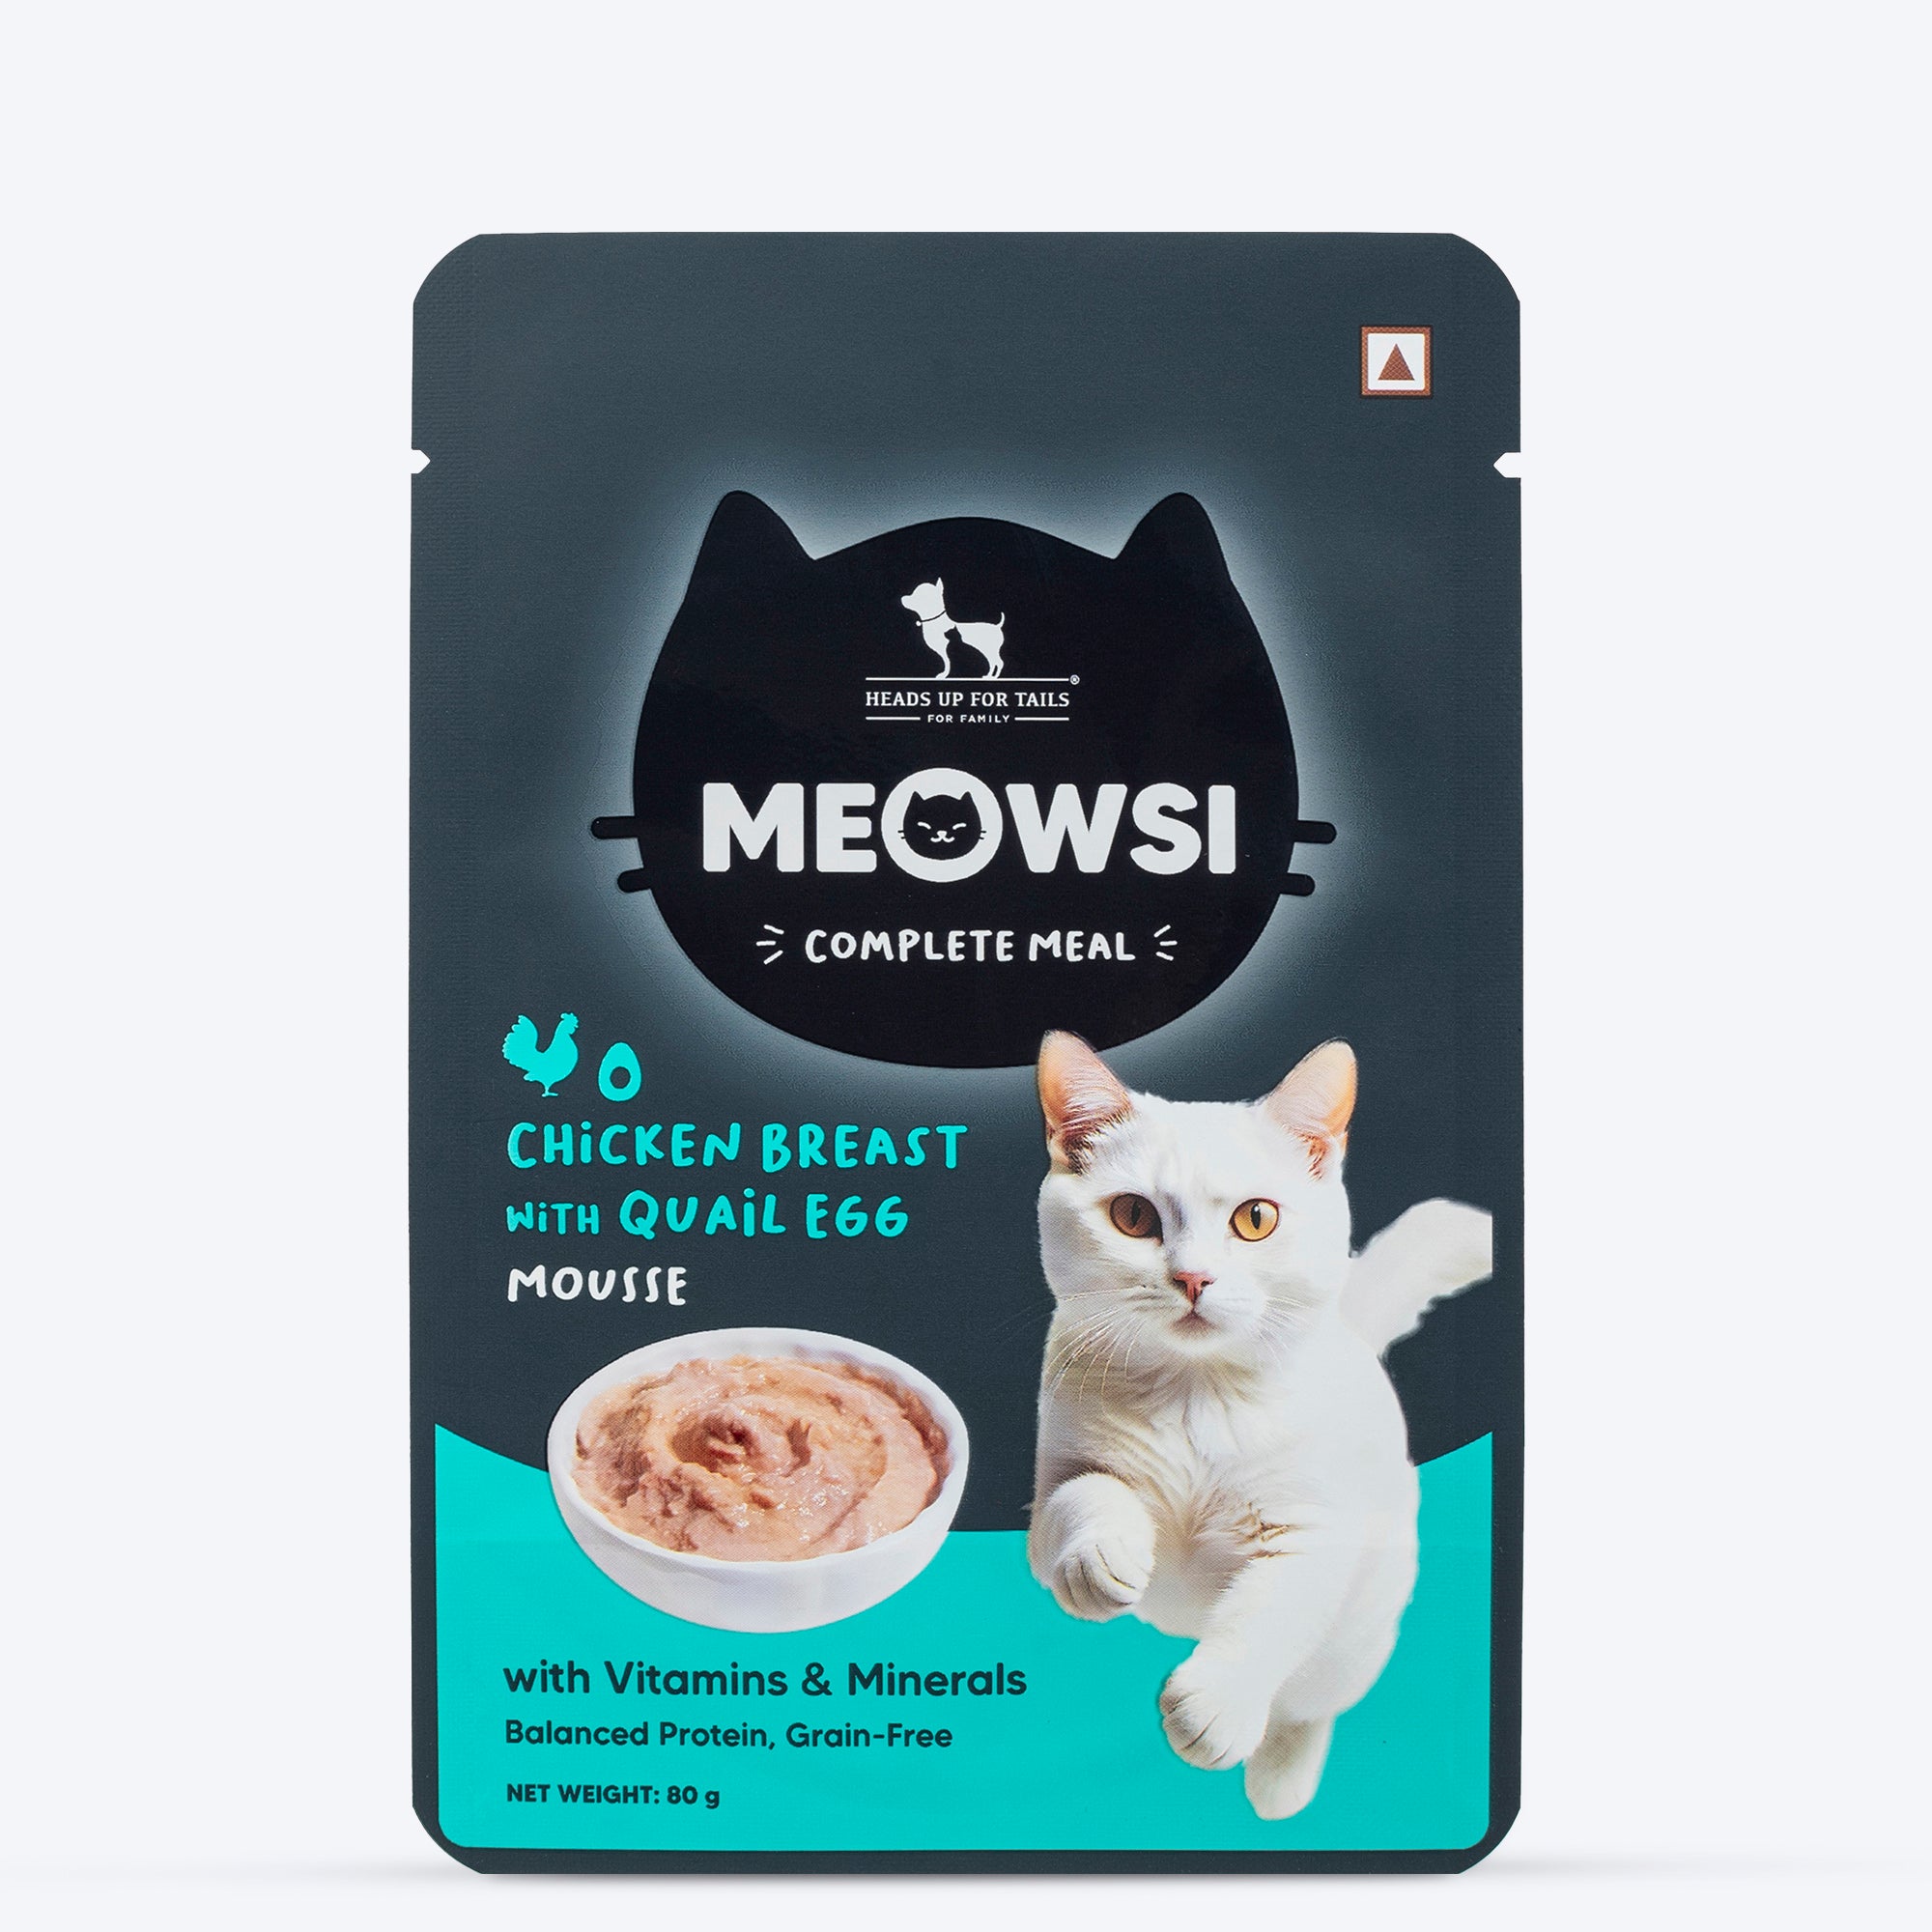 HEADS UP FOR TAILS®
FOR FAMILY
MEOWSI
COMPLETE MEAL
CHiCKEN BREAST
WiTH QUAiL EGG
MOUSSE
with Vitamins & Minerals
Balanced Protein, Grain-Free
NET WEIGHT: 80 g